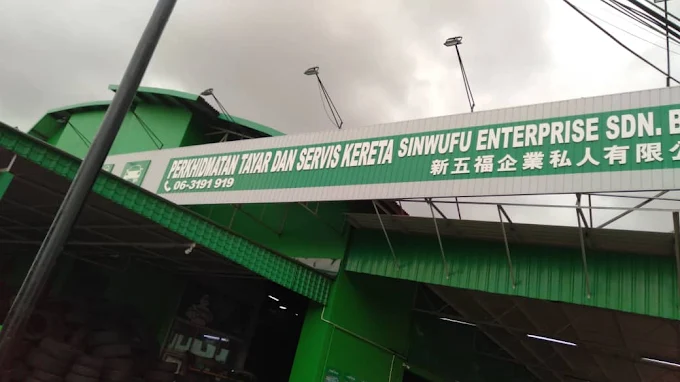 PERKHIDMATAN TAYAR DAN SERVIS KERETA SINWUFU ENTERPRISE SDN. B
06-3191 919
新五福企業私人有限公